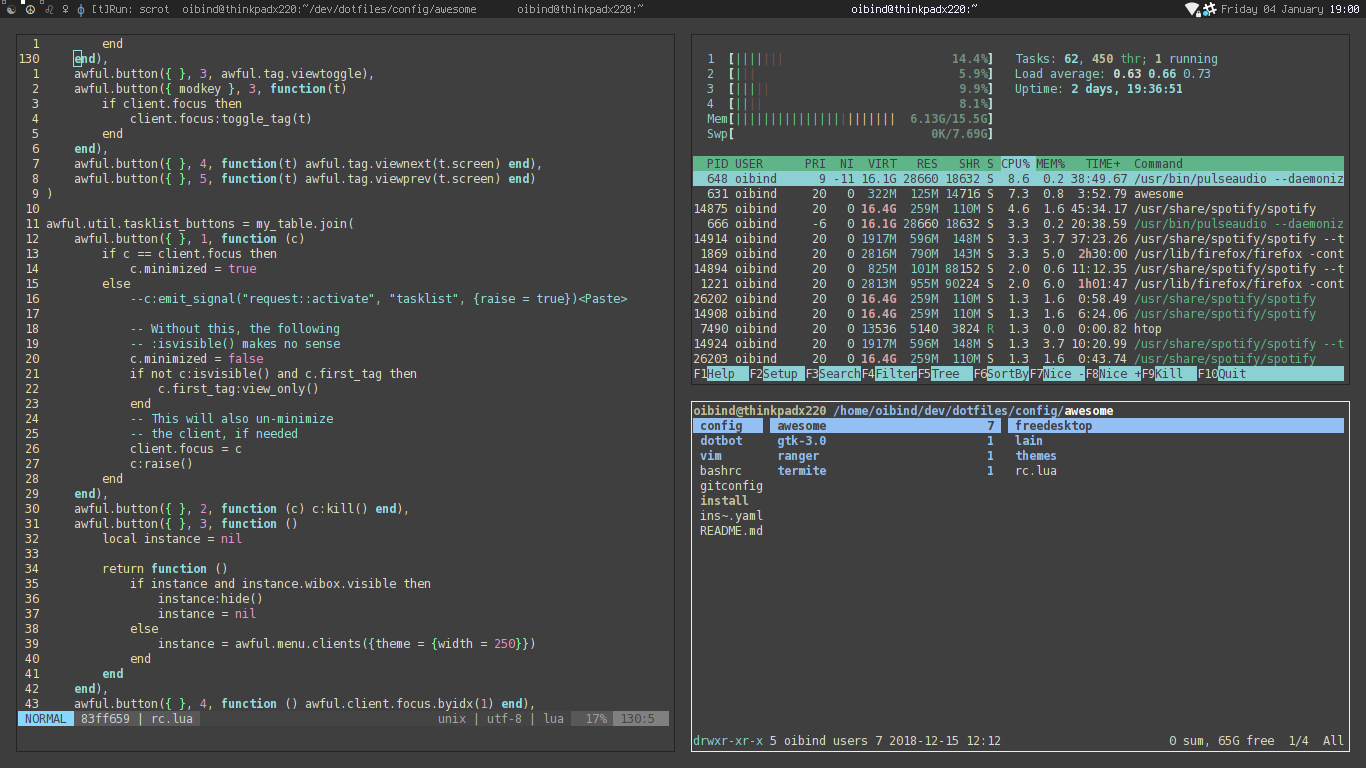 [t]Run: scrot oibind@thinkpadx220:~/dev/dotfiles/config/awesome oibind@thinkpadx220:~ oibind@thinkpadx220:~ Friday 04 January 19:00
1 end
130 end),
1 awful.button({ }, 3, awful.tag.viewtoggle),
2 awful.button({ modkey }, 3, function(t)
3 if client.focus then
4 client.focus:toggle_tag(t)
5 end
6 end),
7 awful.button({ }, 4, function(t) awful.tag.viewnext(t.screen) end),
8 awful.button({ }, 5, function(t) awful.tag.viewprev(t.screen) end)
9 )
10
11 awful.util.tasklist_buttons = my_table.join(
12 awful.button({ }, 1, function (c)
13 if c == client.focus then
14 c.minimized = true
15 else
16 --c:emit_signal("request::activate", "tasklist", {raise = true})<Paste>
17
18 -- Without this, the following
19 -- :isvisible() makes no sense
20 c.minimized = false
21 if not c:isvisible() and c.first_tag then
22 c.first_tag:view_only()
23 end
24 -- This will also un-minimize
25 -- the client, if needed
26 client.focus = c
27 c:raise()
28 end
29 end),
30 awful.button({ }, 2, function (c) c:kill() end),
31 awful.button({ }, 3, function ()
32 local instance = nil
33
34 return function ()
35 if instance and instance.wibox.visible then
36 instance:hide()
37 instance = nil
38 else
39 instance = awful.menu.clients({theme = {width = 250}})
40 end
41 end
42 end),
43 awful.button({ }, 4, function () awful.client.focus.byidx(1) end),
NORMAL 83ff659 | rc.lua unix | utf-8 | lua 17% 130:5
1 [||||||| 14.4%] Tasks: 62, 450 thr; 1 running
2 [||| 5.9%] Load average: 0.63 0.66 0.73
3 [||||| 9.9%] Uptime: 2 days, 19:36:51
4 [|||| 8.1%]
Mem[||||||||||||||||||||||| 6.13G/15.5G]
Swp[ 0K/7.69G]
PID USER PRI NI VIRT RES SHR S CPU% MEM% TIME+ Command
648 oibind 9 -11 16.1G 28660 18632 S 8.6 0.2 38:49.67 /usr/bin/pulseaudio --daemoniz
631 oibind 20 0 322M 125M 14716 S 7.3 0.8 3:52.79 awesome
14875 oibind 20 0 16.4G 259M 110M S 4.6 1.6 45:34.17 /usr/share/spotify/spotify
666 oibind -6 0 16.1G 28660 18632 S 3.3 0.2 20:38.59 /usr/bin/pulseaudio --daemoniz
14914 oibind 20 0 1917M 596M 148M S 3.3 3.7 37:23.26 /usr/share/spotify/spotify --t
1869 oibind 20 0 2816M 790M 143M S 3.3 5.0 2h30:00 /usr/lib/firefox/firefox -cont
14894 oibind 20 0 825M 101M 88152 S 2.0 0.6 11:12.35 /usr/share/spotify/spotify --t
1221 oibind 20 0 2813M 955M 90224 S 2.0 6.0 1h01:47 /usr/lib/firefox/firefox -cont
26202 oibind 20 0 16.4G 259M 110M S 1.3 1.6 0:58.49 /usr/share/spotify/spotify
14908 oibind 20 0 16.4G 259M 110M S 1.3 1.6 6:24.06 /usr/share/spotify/spotify
7490 oibind 20 0 13536 5140 3824 R 1.3 0.0 0:00.82 htop
14924 oibind 20 0 1917M 596M 148M S 1.3 3.7 10:20.99 /usr/share/spotify/spotify --t
26203 oibind 20 0 16.4G 259M 110M S 1.3 1.6 0:43.74 /usr/share/spotify/spotify
F1Help F2Setup F3SearchF4FilterF5Tree F6SortByF7Nice -F8Nice +F9Kill F10Quit
oibind@thinkpadx220 /home/oibind/dev/dotfiles/config/awesome
config awesome 7 freedesktop
dotbot gtk-3.0 1 lain
vim ranger 1 themes
bashrc termite 1 rc.lua
gitconfig
install
ins~.yaml
README.md
drwxr-xr-x 5 oibind users 7 2018-12-15 12:12 0 sum, 65G free 1/4 All